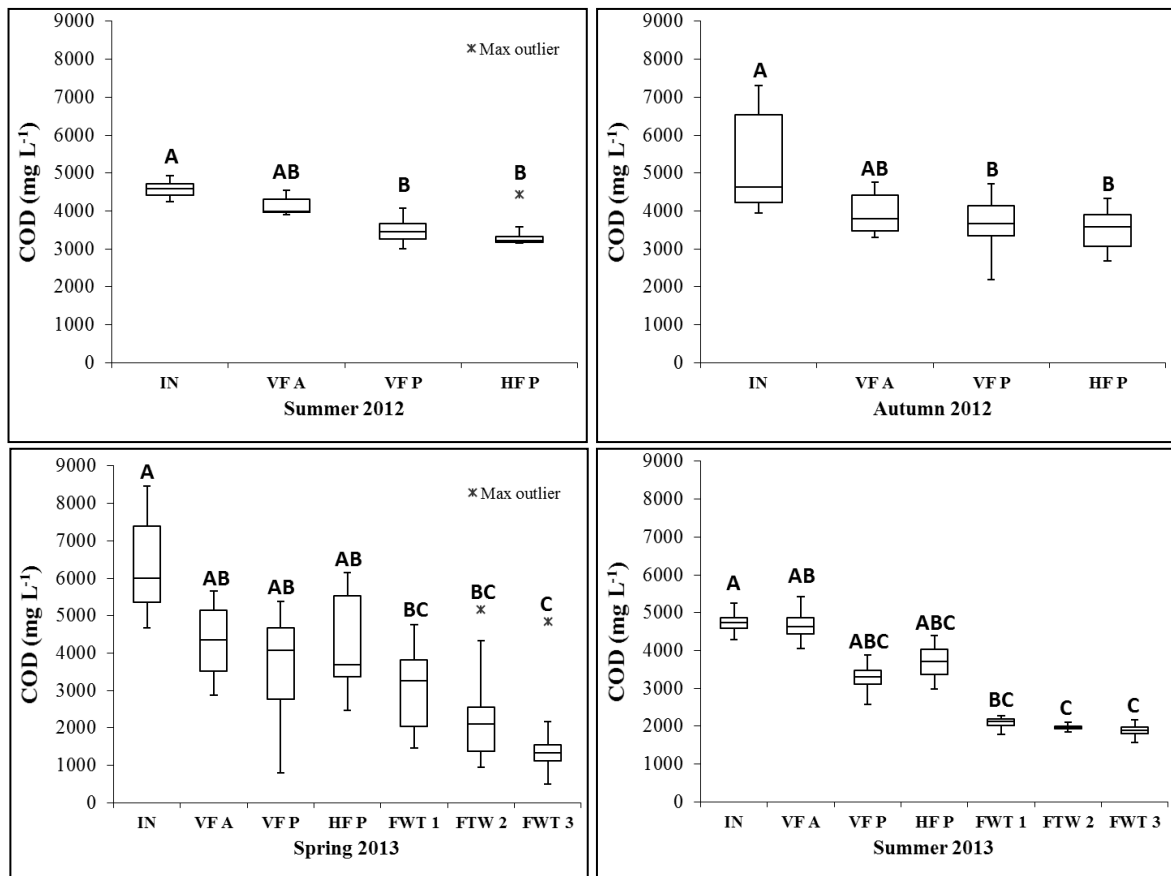 9000
8000
7000
6000
5000
4000
3000
2000
1000
0
COD (mg L-1)
Max outlier
A
AB
B
B
IN VF A VF P HF P
Summer 2012
9000
8000
7000
6000
5000
4000
3000
2000
1000
0
COD (mg L-1)
A
AB
B
B
IN VF A VF P HF P
Autumn 2012
9000
8000
7000
6000
5000
4000
3000
2000
1000
0
COD (mg L-1)
Max outlier
A
AB
AB
AB
BC
BC
C
IN VF A VF P HF P FWT 1 FTW 2 FWT 3
Spring 2013
9000
8000
7000
6000
5000
4000
3000
2000
1000
0
COD (mg L-1)
A
AB
ABC
ABC
BC
C
C
IN VF A VF P HF P FWT 1 FTW 2 FWT 3
Summer 2013